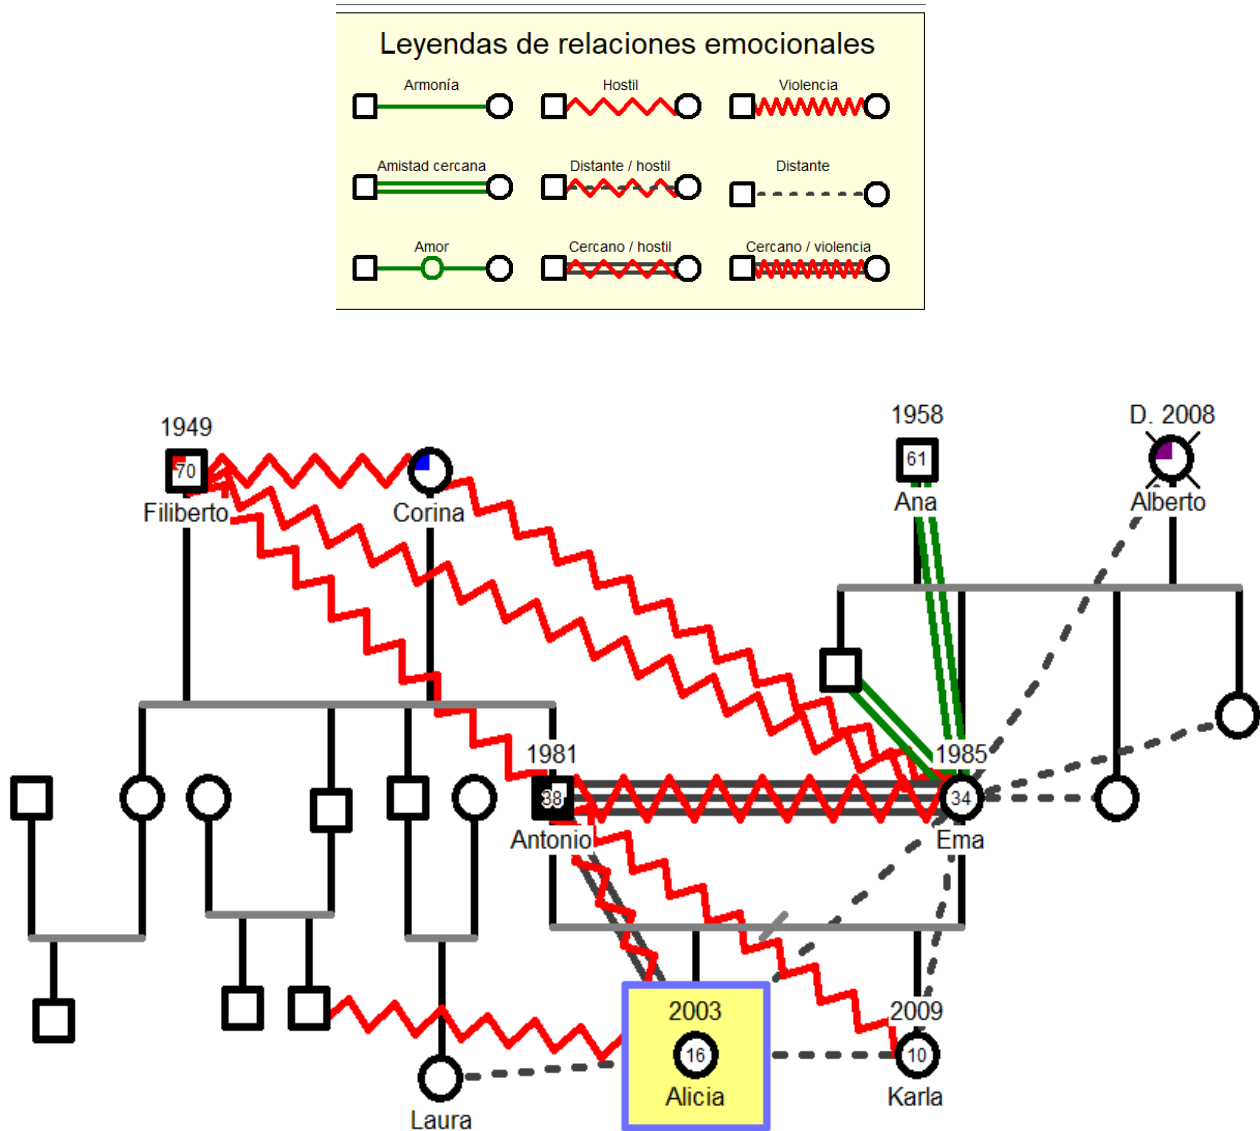 Leyendas de relaciones emocionales
Armonía
Hostil
Violencia
Amistad cercana
Distante / hostil
Distante
Amor
Cercano / hostil
Cercano / violencia
1949
70
Filiberto
Corina
1958
61
Ana
D. 2008
Alberto
1981
38
Antonio
1985
34
Ema
2003
16
Alicia
2009
10
Karla
Laura